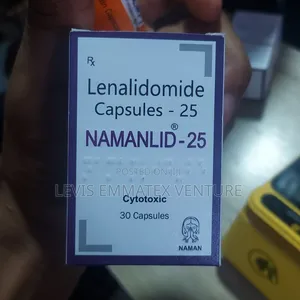 Rx
Lenalidomide
Capsules - 25
NAMANLID®-25
LEVIS EMMATEX VENTURE
Cytotoxic
30 Capsules
NAMAN